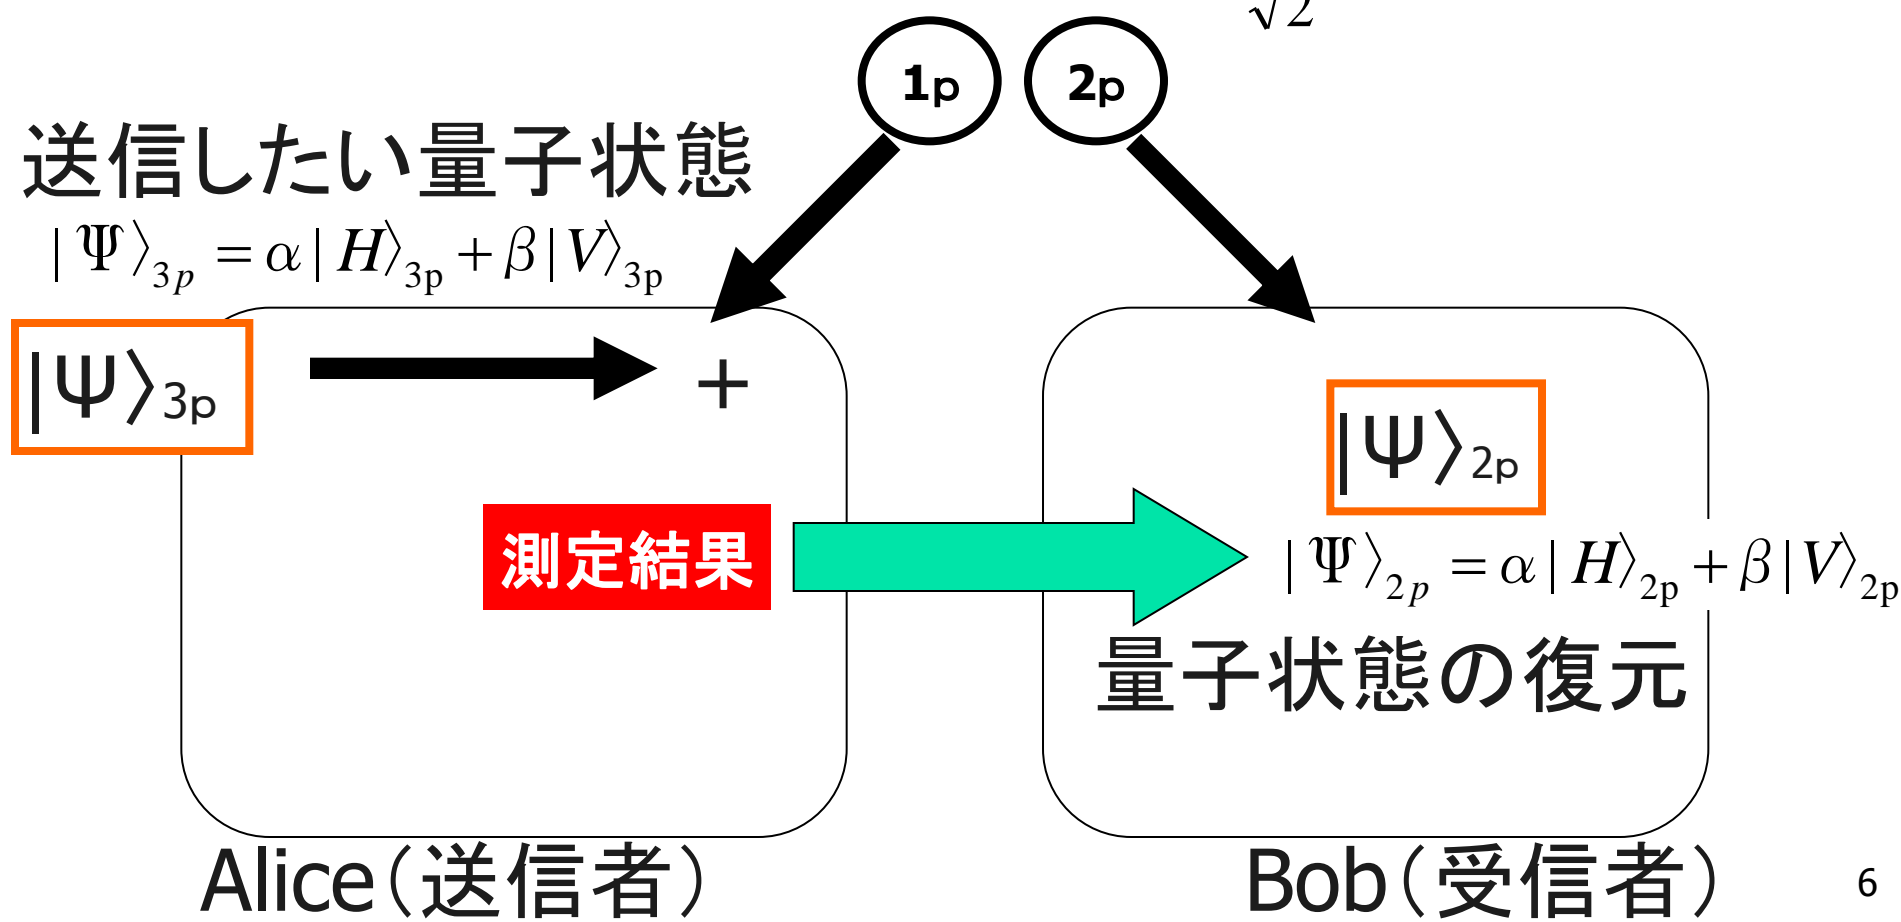 √2
1p 2p
送信したい量子状態
|Ψ⟩3p = α|H⟩3p + β|V⟩3p
|Ψ⟩3p
+
|Ψ⟩2p
測定結果
|Ψ⟩2p = α|H⟩2p + β|V⟩2p
量子状態の復元
Alice（送信者）
Bob（受信者）
6